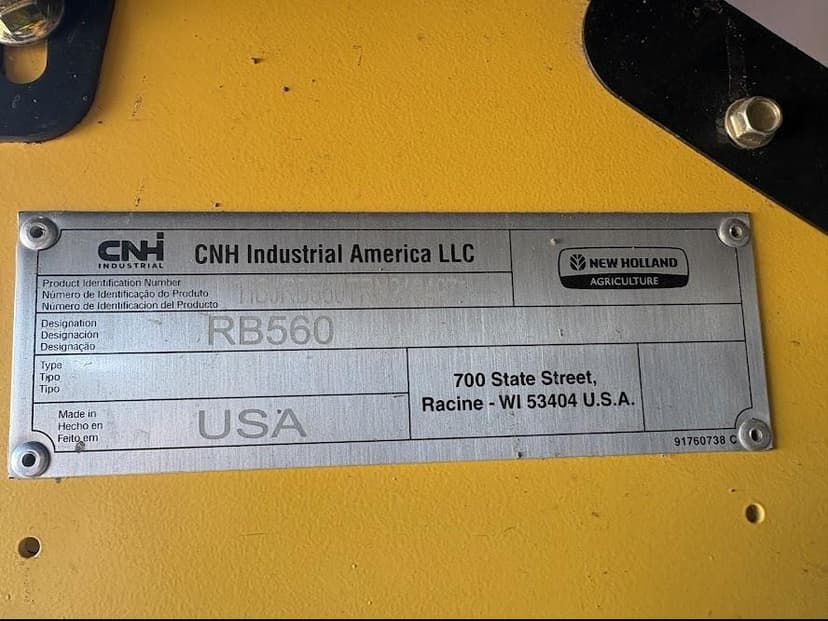 CNH
INDUSTRIAL
CNH Industrial America LLC
NEW HOLLAND
AGRICULTURE
Product Identification Number
Número de Identificação do Produto
Número de Identificacion del Producto
Designation
Designación
Designação
RB560
Type
Tipo
Tipo
700 State Street,
Racine - WI 53404 U.S.A.
Made in
Hecho en
Feito em
USA
91760738 C